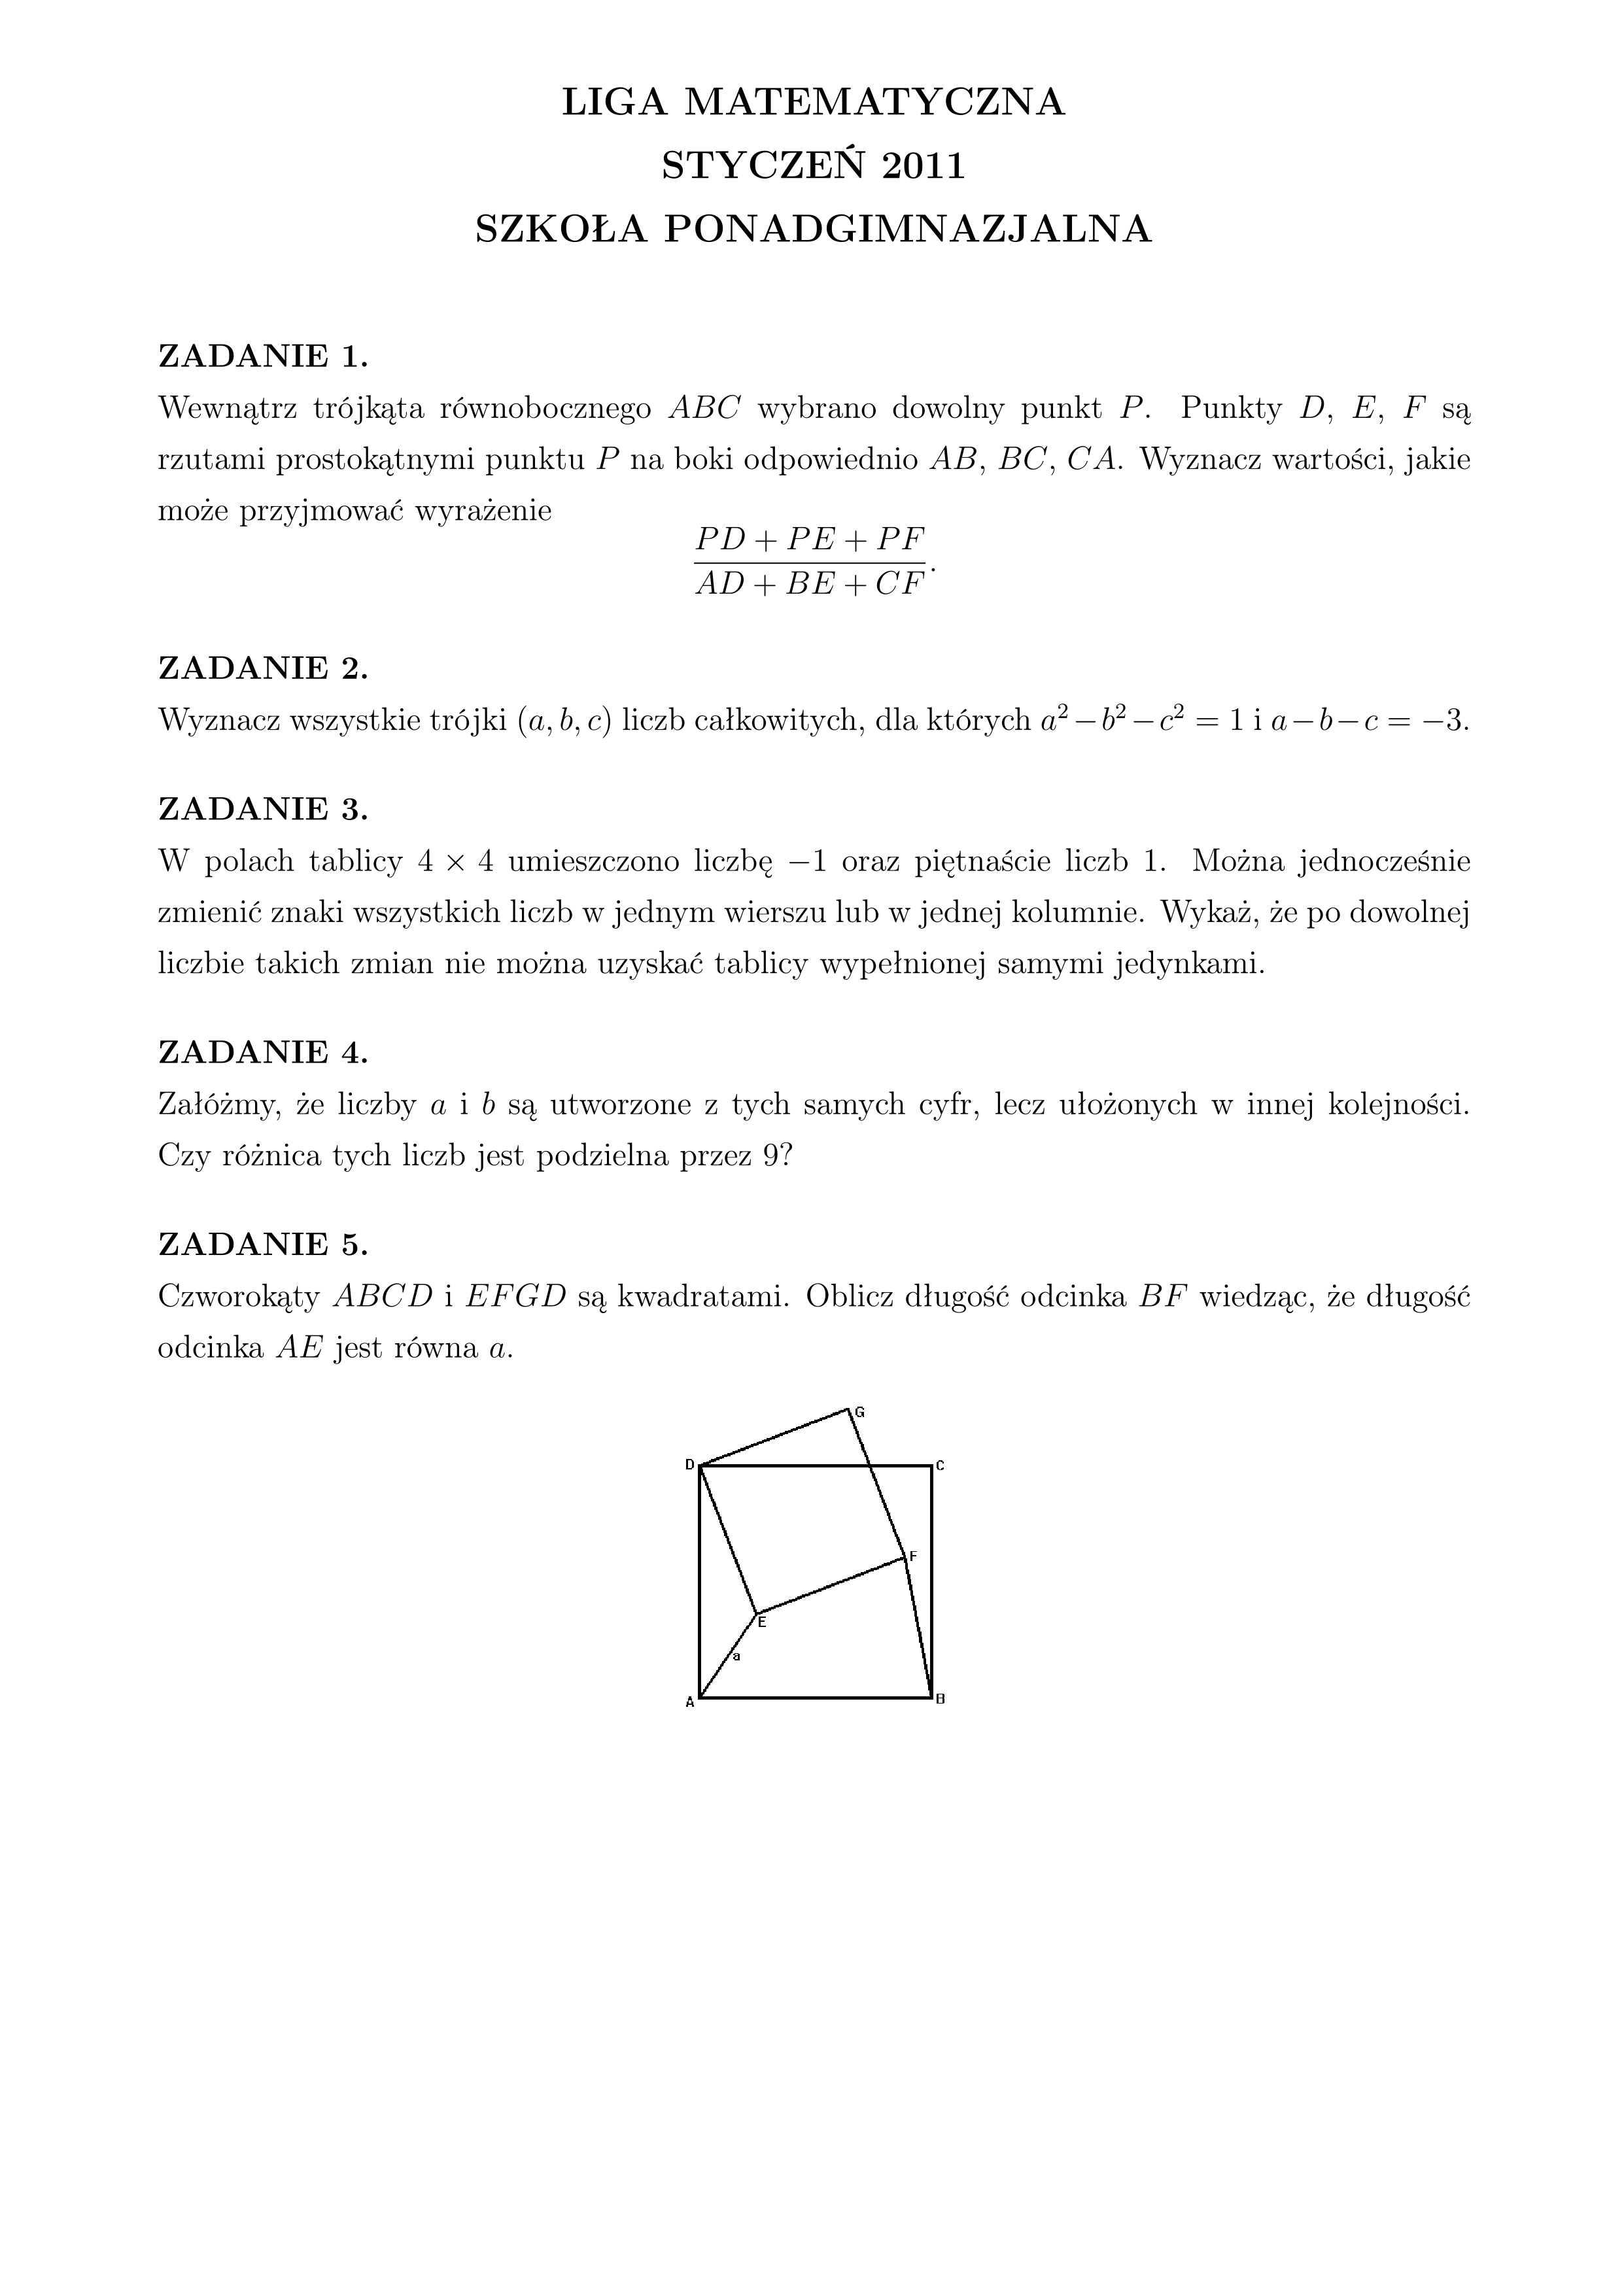 LIGA MATEMATYCZNA
STYCZEŃ 2011
SZKOŁA PONADGIMNAZJALNA
ZADANIE 1.
Wewnątrz trójkąta równobocznego ABC wybrano dowolny punkt P. Punkty D, E, F są
rzutami prostokątnymi punktu P na boki odpowiednio AB, BC, CA. Wyznacz wartości, jakie
może przyjmować wyrażenie
PD + PE + PF
AD + BE + CF.
ZADANIE 2.
Wyznacz wszystkie trójki (a, b, c) liczb całkowitych, dla których a² − b² − c² = 1 i a − b − c = −3.
ZADANIE 3.
W polach tablicy 4 × 4 umieszczono liczbę −1 oraz piętnaście liczb 1. Można jednocześnie
zmienić znaki wszystkich liczb w jednym wierszu lub w jednej kolumnie. Wykaż, że po dowolnej
liczbie takich zmian nie można uzyskać tablicy wypełnionej samymi jedynkami.
ZADANIE 4.
Załóżmy, że liczby a i b są utworzone z tych samych cyfr, lecz ułożonych w innej kolejności.
Czy różnica tych liczb jest podzielna przez 9?
ZADANIE 5.
Czworokąty ABCD i EFGD są kwadratami. Oblicz długość odcinka BF wiedząc, że długość
odcinka AE jest równa a.
G
D
C
F
E
a
A
B